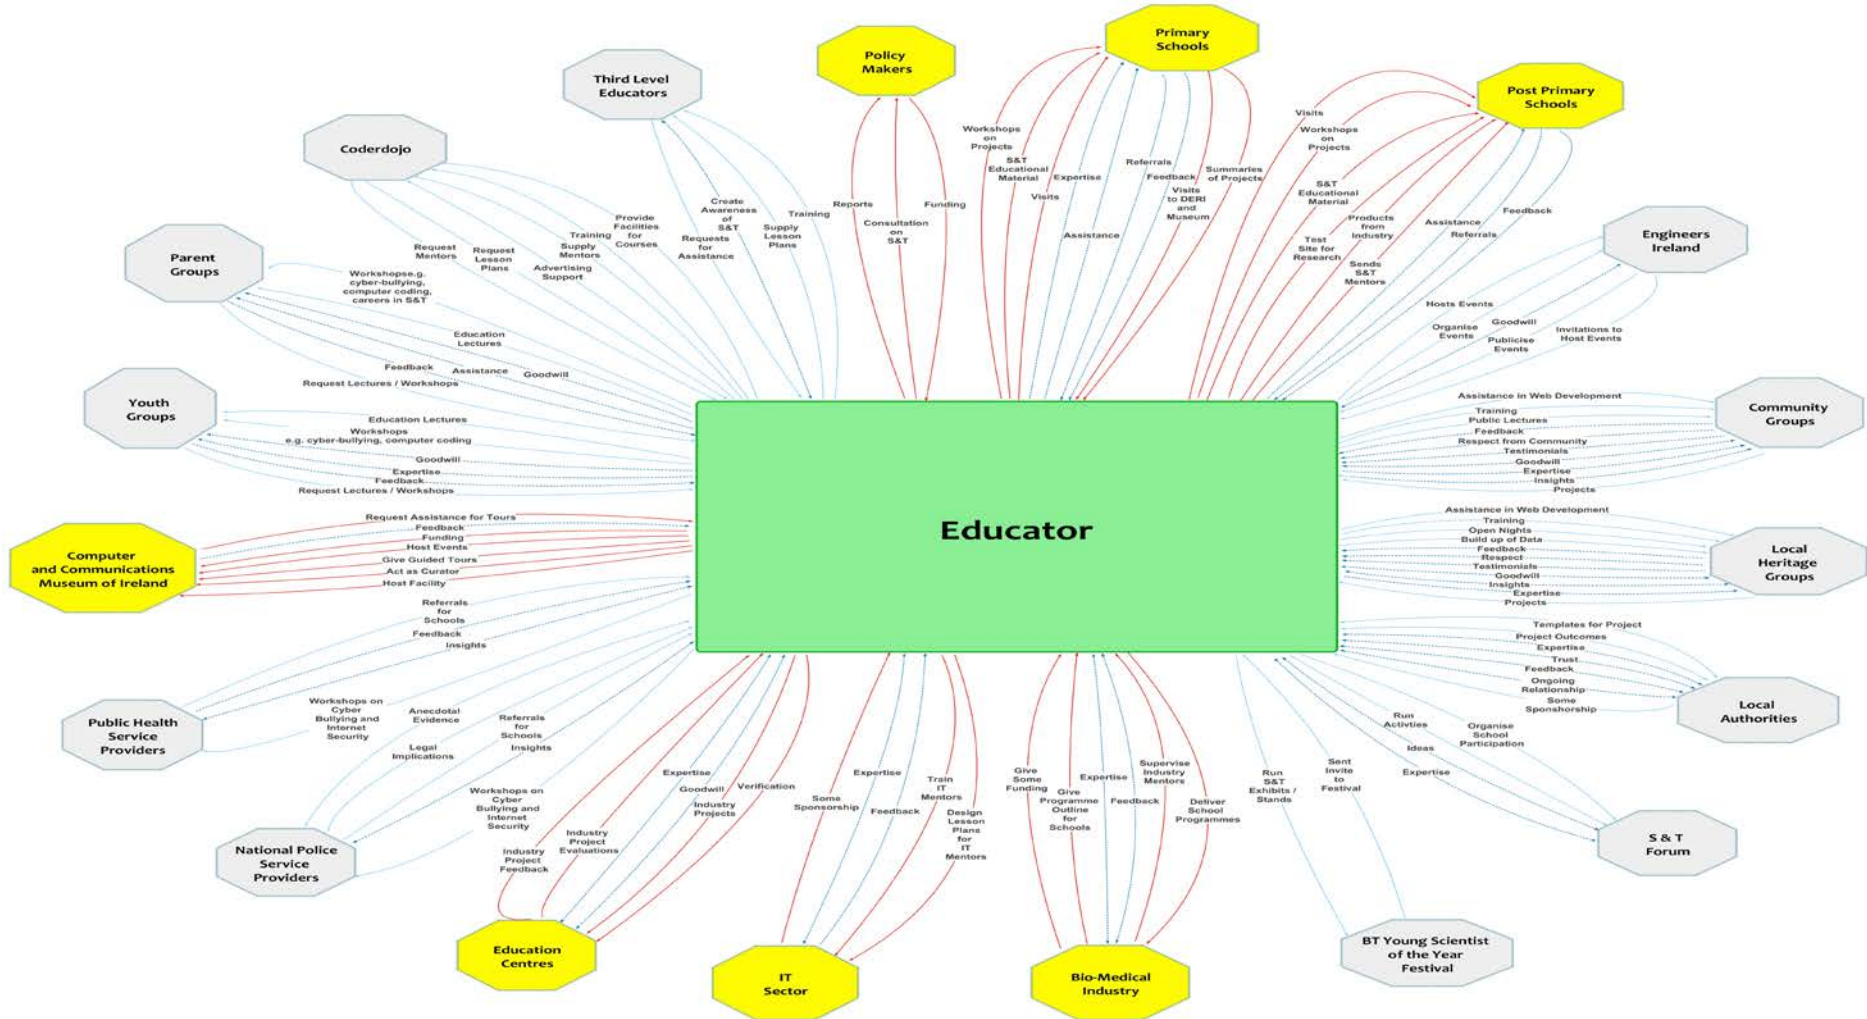 Primary
Schools
Policy
Makers
Third Level
Educators
Post Primary
Schools
Coderdojo
Parent
Groups
Youth
Groups
Computer
and Communications
Museum of Ireland
Public Health
Service
Providers
National Police
Service
Providers
Education
Centres
IT
Sector
Bio-Medical
Industry
BT Young Scientist
of the Year
Festival
S & T
Forum
Local
Authorities
Local
Heritage
Groups
Community
Groups
Engineers
Ireland
Educator
Reports
Consultation
on
S&T
Funding
Workshops
on
Projects
S&T
Educational
Material
Visits
Expertise
Assistance
Referrals
Feedback
Visits
to DERI
and
Museum
Summaries
of Projects
Visits
Workshops
on
Projects
S&T
Educational
Material
Test
Site for
Research
Products
from
Industry
Sends
S&T
Mentors
Assistance
Referrals
Feedback
Hosts Events
Organise
Events
Goodwill
Publicise
Events
Invitations to
Host Events
Assistance in Web Development
Training
Public Lectures
Feedback
Respect from Community
Testimonials
Goodwill
Expertise
Insights
Projects
Assistance in Web Development
Training
Open Nights
Build up of Data
Feedback
Respect
Testimonials
Goodwill
Insights
Expertise
Projects
Templates for Project
Project Outcomes
Expertise
Trust
Feedback
Ongoing
Relationship
Some
Sponshorship
Run
Activties
Organise
School
Participation
Ideas
Expertise
Run
S&T
Exhibits /
Stands
Sent
Invite
to
Festival
Give
Some
Funding
Give
Programme
Outline
for
Schools
Expertise
Feedback
Supervise
Industry
Mentors
Deliver
School
Programmes
Some
Sponsorship
Expertise
Feedback
Train
IT
Mentors
Design
Lesson
Plans
for
IT
Mentors
Industry
Project
Feedback
Industry
Project
Evaluations
Expertise
Goodwill
Industry
Projects
Verification
Workshops on
Cyber
Bullying and
Internet
Security
Legal
Implications
Anecdotal
Evidence
Referrals
for
Schools
Insights
Workshops on
Cyber
Bullying and
Internet
Security
Referrals
for
Schools
Feedback
Insights
Request Assistance for Tours
Feedback
Funding
Host Events
Give Guided Tours
Act as Curator
Host Facility
Education Lectures
Workshops
e.g. cyber-bullying, computer coding
Goodwill
Expertise
Feedback
Request Lectures / Workshops
Workshopse.g.
cyber-bullying,
computer coding,
careers in S&T
Education
Lectures
Feedback
Assistance
Goodwill
Request Lectures / Workshops
Request
Mentors
Request
Lesson
Plans
Training
Supply
Mentors
Advertising
Support
Provide
Facilities
for
Courses
Requests
for
Assistance
Create
Awareness
of
S&T
Supply
Lesson
Plans
Training